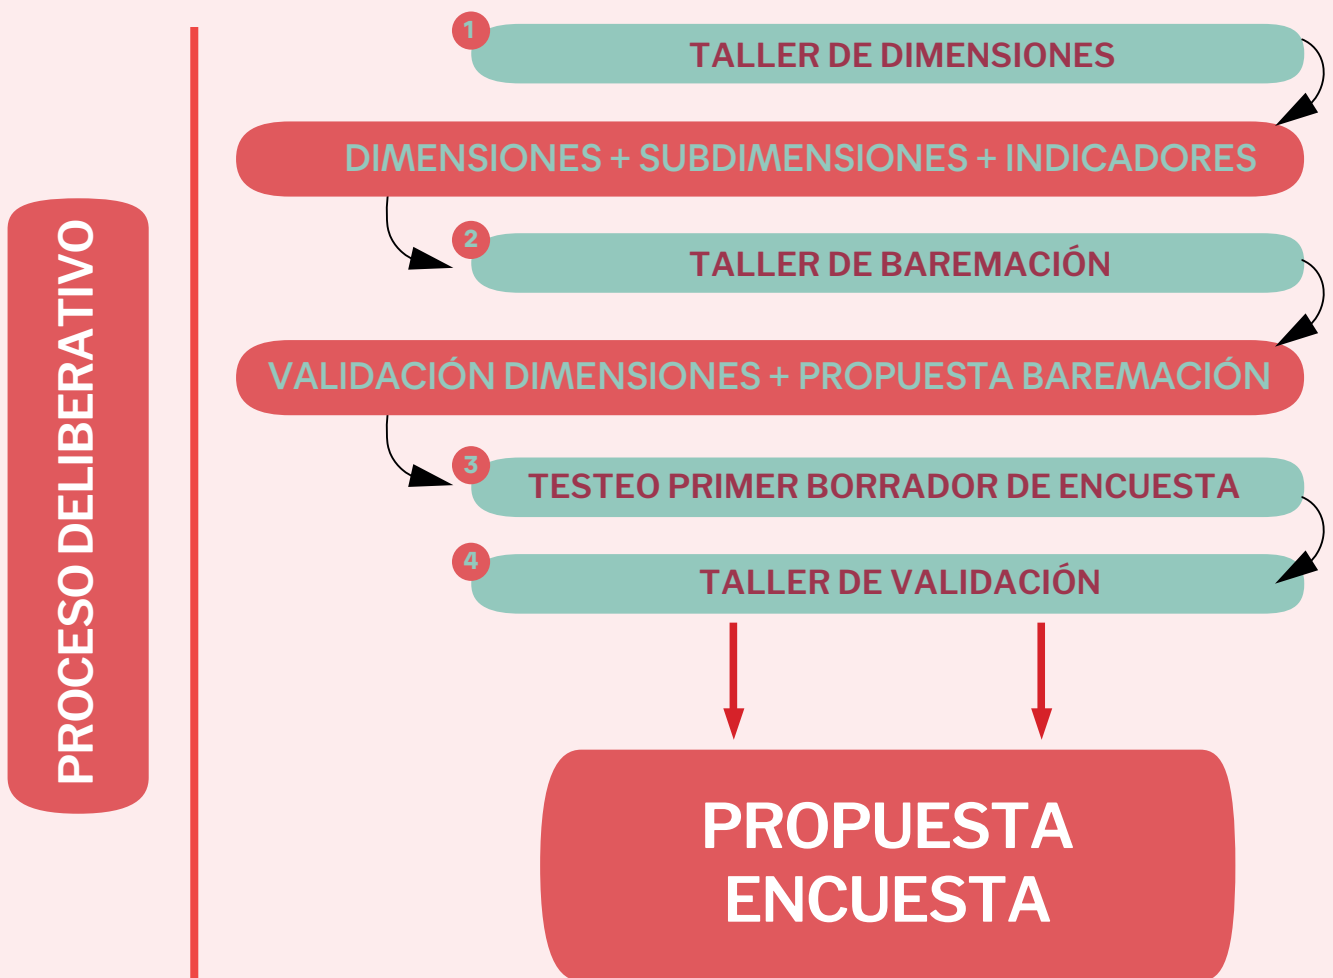 PROCESO DELIBERATIVO
1
TALLER DE DIMENSIONES
DIMENSIONES + SUBDIMENSIONES + INDICADORES
2
TALLER DE BAREMACIÓN
VALIDACIÓN DIMENSIONES + PROPUESTA BAREMACIÓN
3
TESTEO PRIMER BORRADOR DE ENCUESTA
4
TALLER DE VALIDACIÓN
PROPUESTA
ENCUESTA